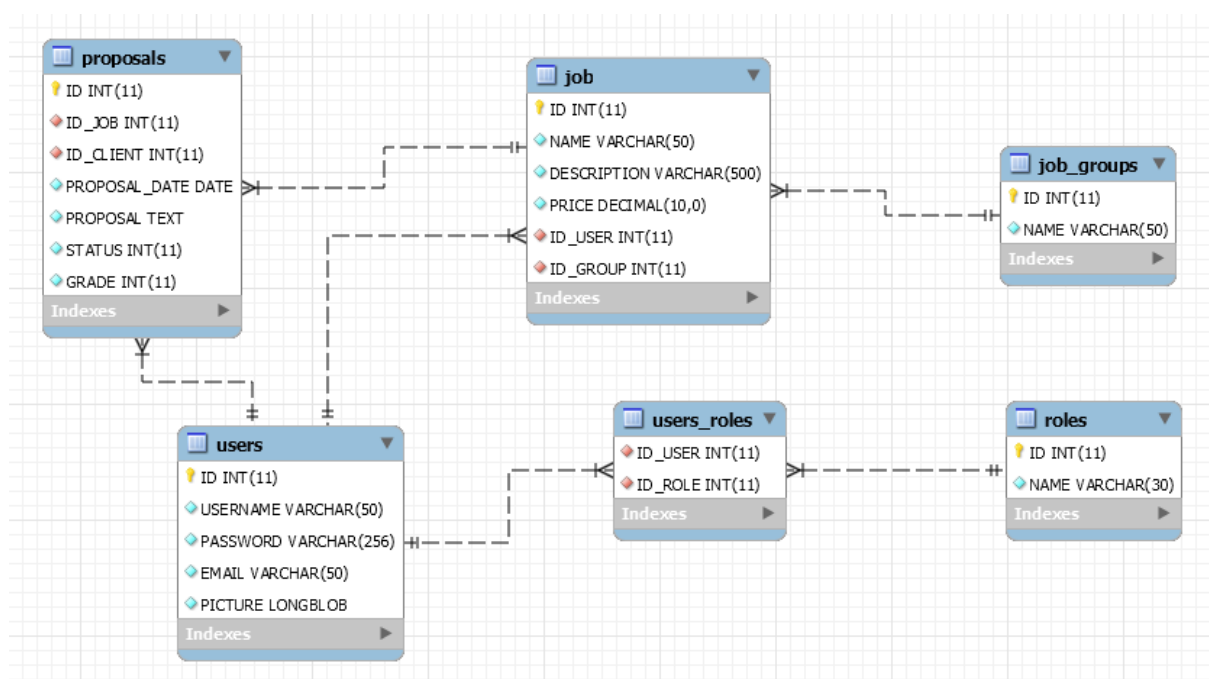 proposals
ID INT(11)
ID_JOB INT(11)
ID_CLIENT INT(11)
PROPOSAL_DATE DATE
PROPOSAL TEXT
STATUS INT(11)
GRADE INT(11)
Indexes
job
ID INT(11)
NAME VARCHAR(50)
DESCRIPTION VARCHAR(500)
PRICE DECIMAL(10,0)
ID_USER INT(11)
ID_GROUP INT(11)
Indexes
job_groups
ID INT(11)
NAME VARCHAR(50)
Indexes
users
ID INT(11)
USERNAME VARCHAR(50)
PASSWORD VARCHAR(256)
EMAIL VARCHAR(50)
PICTURE LONGBLOB
Indexes
users_roles
ID_USER INT(11)
ID_ROLE INT(11)
Indexes
roles
ID INT(11)
NAME VARCHAR(30)
Indexes